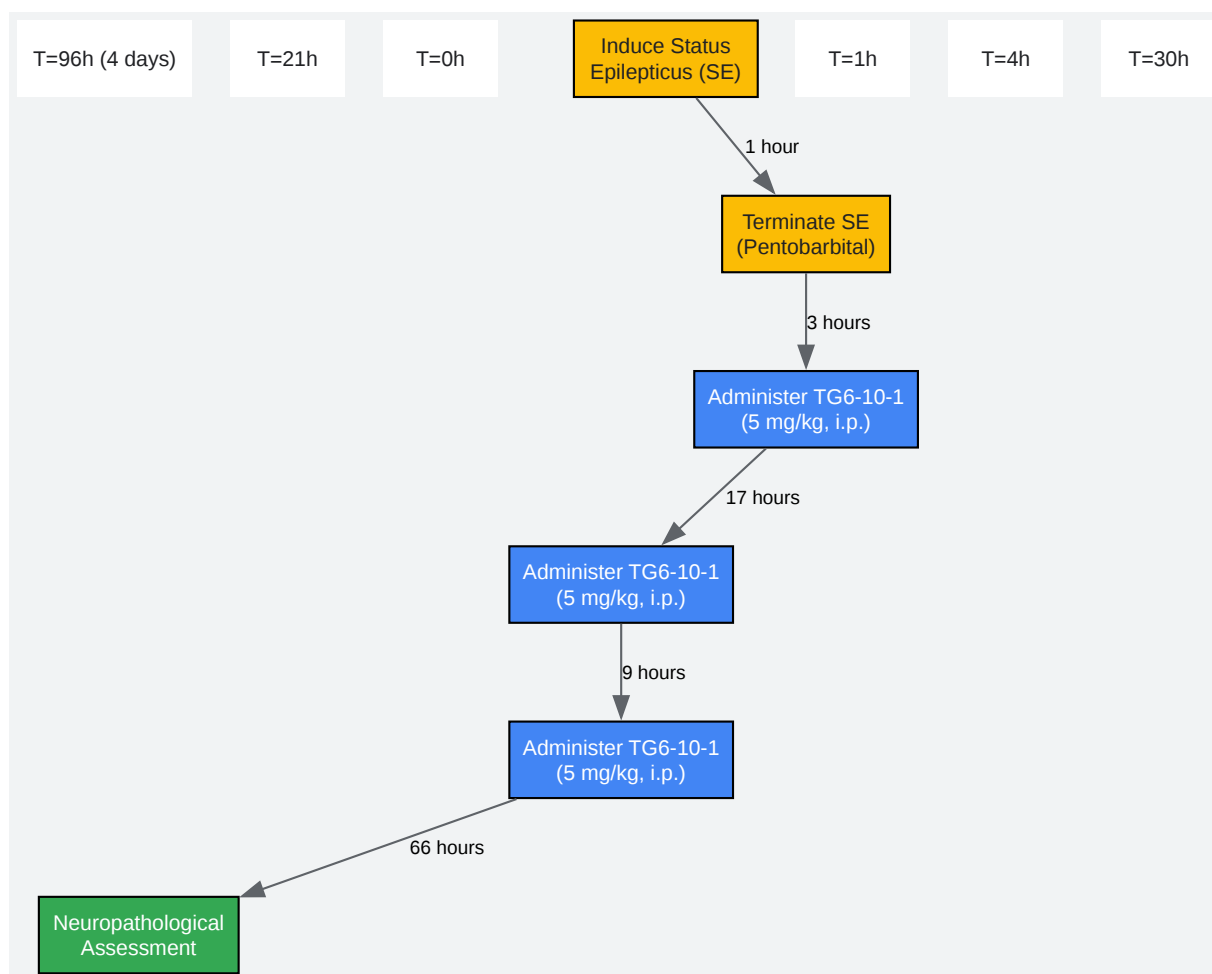 T=96h (4 days)
T=21h
T=0h
Induce Status
Epilepticus (SE)
T=1h
T=4h
T=30h
1 hour
Terminate SE
(Pentobarbital)
3 hours
Administer TG6-10-1
(5 mg/kg, i.p.)
17 hours
Administer TG6-10-1
(5 mg/kg, i.p.)
9 hours
Administer TG6-10-1
(5 mg/kg, i.p.)
66 hours
Neuropathological
Assessment